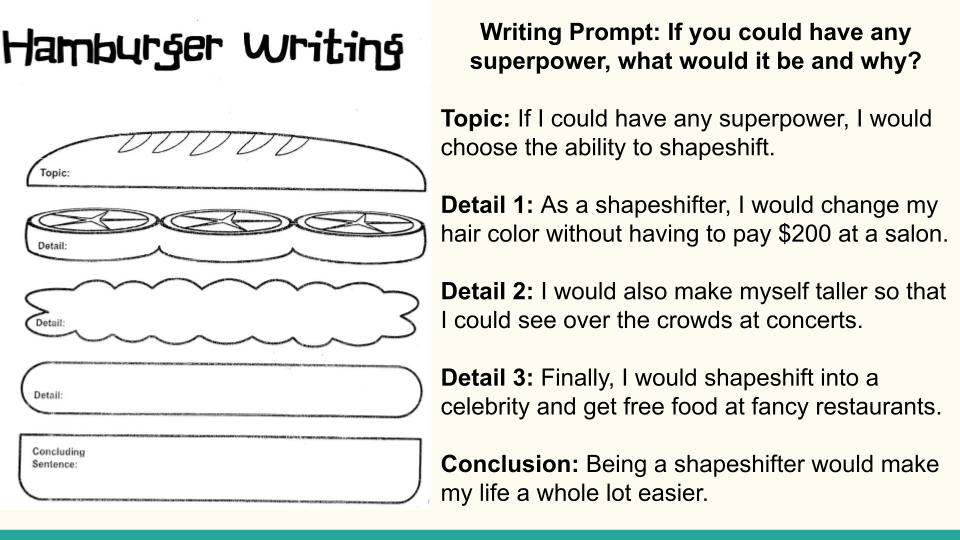 Hamburger Writing
Topic:
Detail:
Detail:
Detail:
Concluding
Sentence:
Writing Prompt: If you could have any
superpower, what would it be and why?
Topic: If I could have any superpower, I would
choose the ability to shapeshift.
Detail 1: As a shapeshifter, I would change my
hair color without having to pay $200 at a salon.
Detail 2: I would also make myself taller so that
I could see over the crowds at concerts.
Detail 3: Finally, I would shapeshift into a
celebrity and get free food at fancy restaurants.
Conclusion: Being a shapeshifter would make
my life a whole lot easier.